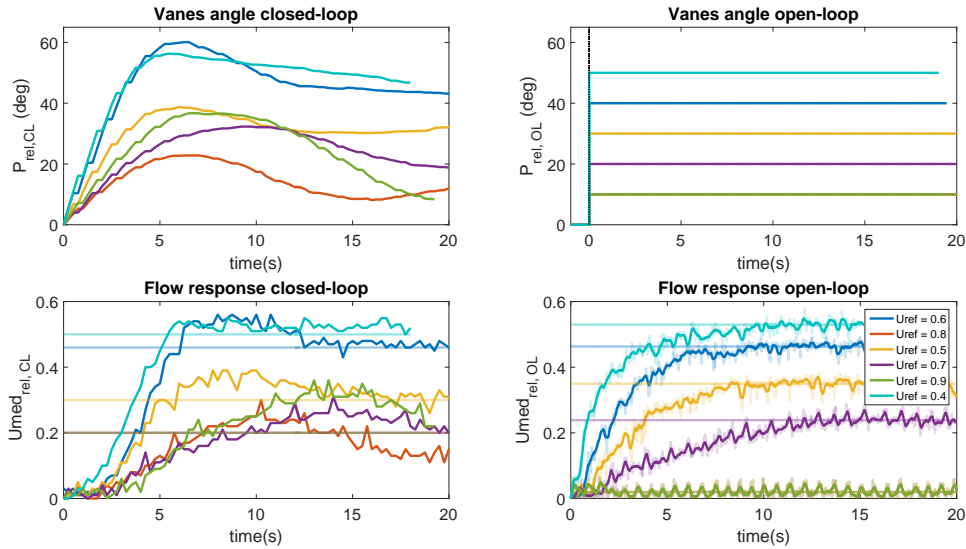 Vanes angle closed-loop
60
40
20
0
P_rel,CL (deg)
0 5 10 15 20
time(s)
Vanes angle open-loop
60
40
20
0
P_rel, OL (deg)
0 5 10 15 20
time(s)
Flow response closed-loop
0.6
0.4
0.2
0
Umed_rel, CL
0 5 10 15 20
time(s)
Flow response open-loop
0.6
0.4
0.2
0
Umed_rel, OL
Uref = 0.6
Uref = 0.8
Uref = 0.5
Uref = 0.7
Uref = 0.9
Uref = 0.4
0 5 10 15 20
time(s)